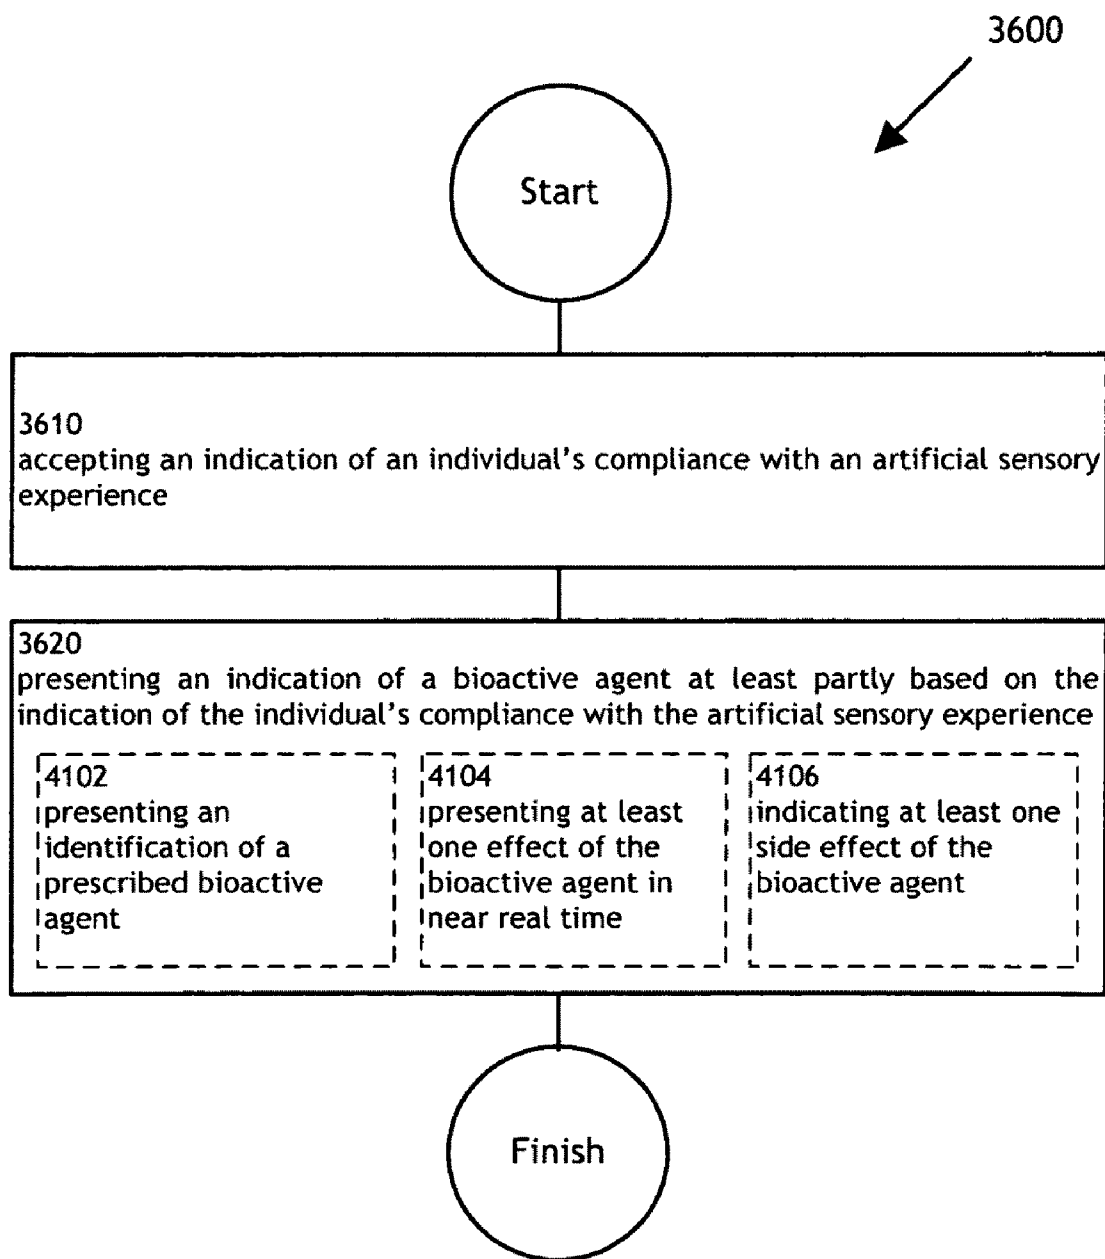 3600
Start
3610
accepting an indication of an individual's compliance with an artificial sensory
experience
3620
presenting an indication of a bioactive agent at least partly based on the
indication of the individual's compliance with the artificial sensory experience
4102
presenting an
identification of a
prescribed bioactive
agent
4104
presenting at least
one effect of the
bioactive agent in
near real time
4106
indicating at least one
side effect of the
bioactive agent
Finish